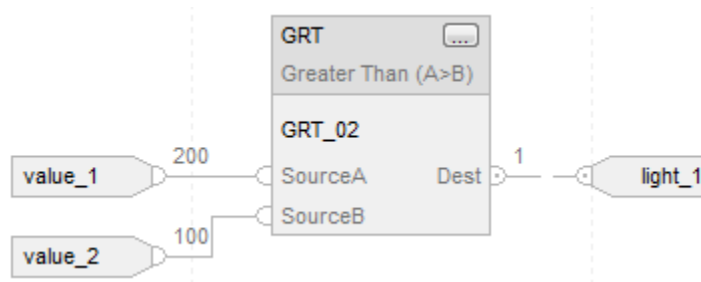 GRT ...
Greater Than (A>B)
GRT_02
value_1 200 SourceA Dest 1 light_1
value_2 100 SourceB